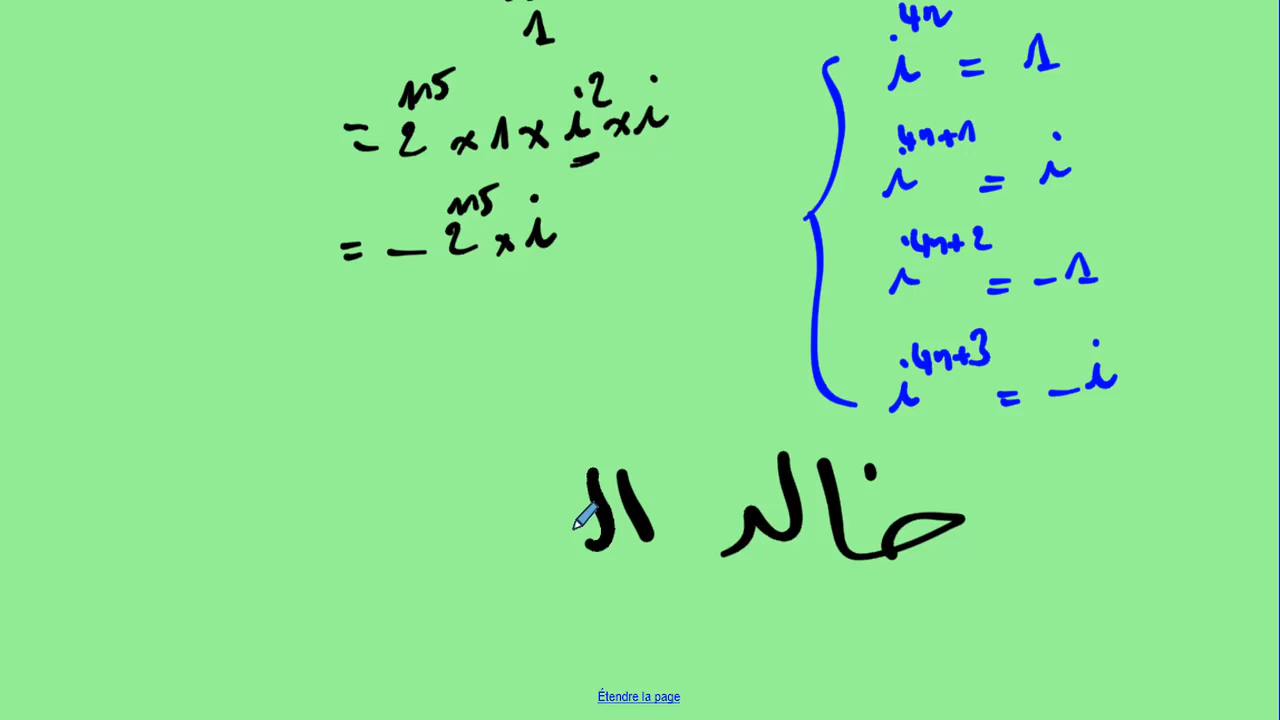 1
= 2^115 × 1 × i^2 × i
= − 2^115 × i
i^4n = 1
i^4n+1 = i
i^4n+2 = -1
i^4n+3 = -i
خالد ال
Étendre la page